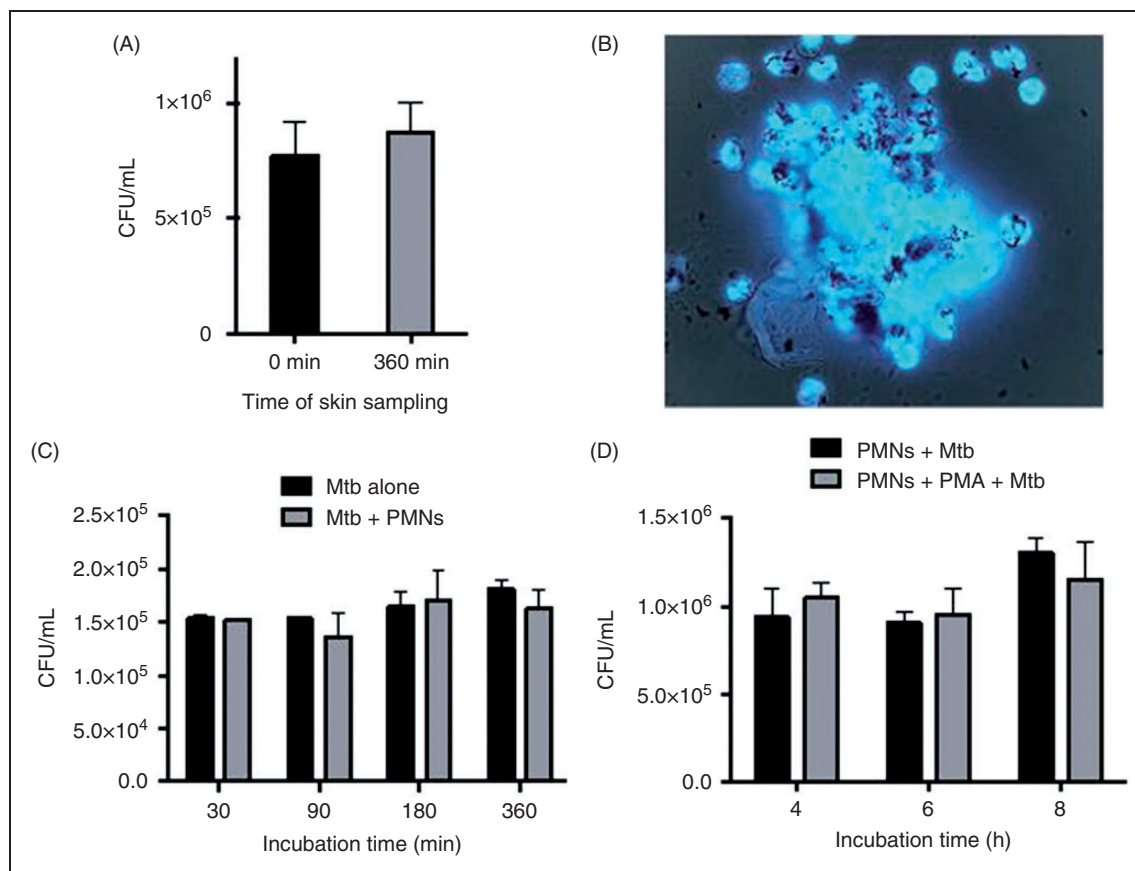 (A)
CFU/mL
1×10⁶
5×10⁵
0
0 min 360 min
Time of skin sampling
(B)
(C)
Mtb alone
Mtb + PMNs
CFU/mL
2.5×10⁵
2.0×10⁵
1.5×10⁵
1.0×10⁵
5.0×10⁴
0.0
30 90 180 360
Incubation time (min)
(D)
PMNs + Mtb
PMNs + PMA + Mtb
CFU/mL
1.5×10⁶
1.0×10⁶
5.0×10⁵
0.0
4 6 8
Incubation time (h)